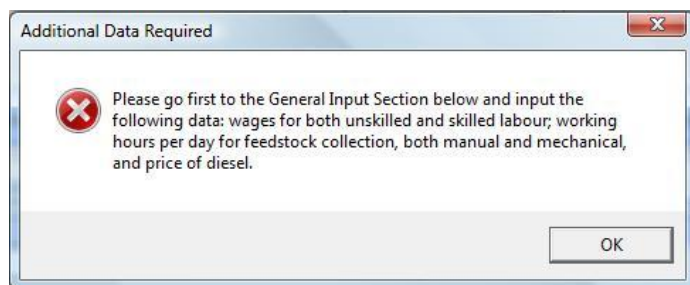 Additional Data Required
Please go first to the General Input Section below and input the
following data: wages for both unskilled and skilled labour; working
hours per day for feedstock collection, both manual and mechanical,
and price of diesel.
OK